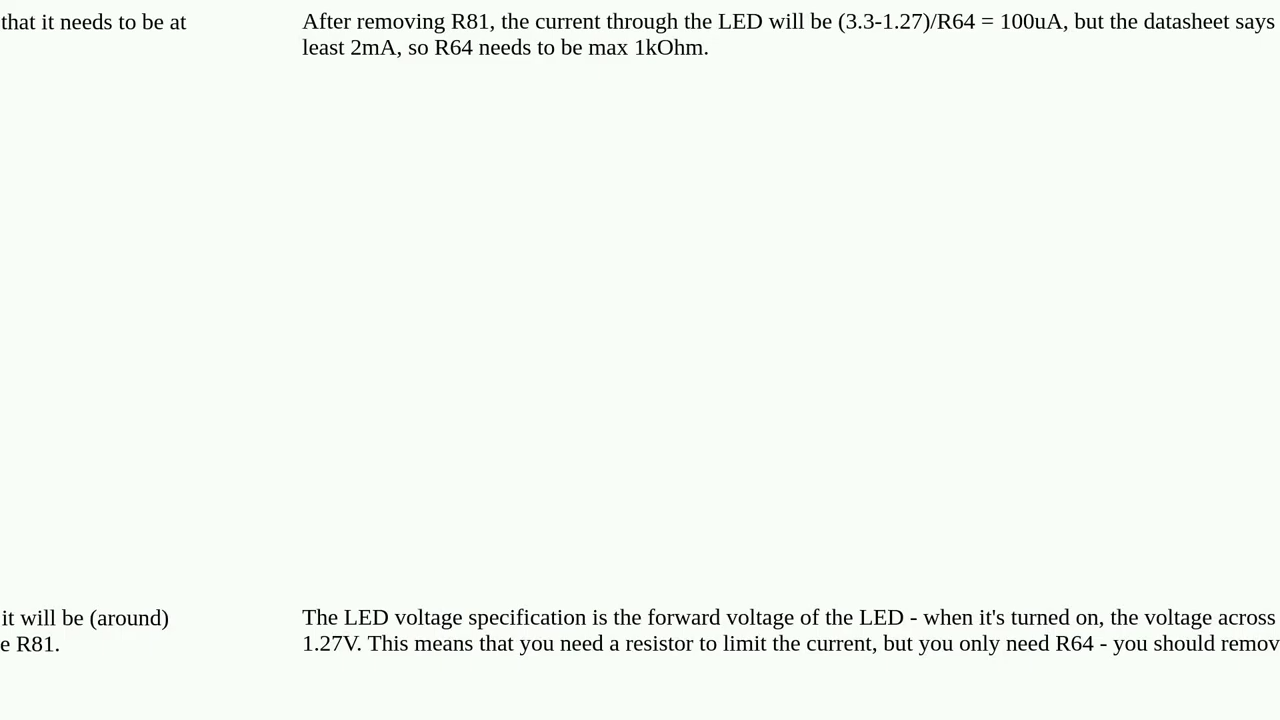 that it needs to be at
After removing R81, the current through the LED will be (3.3-1.27)/R64 = 100uA, but the datasheet says
least 2mA, so R64 needs to be max 1kOhm.
it will be (around)
e R81.
The LED voltage specification is the forward voltage of the LED - when it's turned on, the voltage across
1.27V. This means that you need a resistor to limit the current, but you only need R64 - you should remov